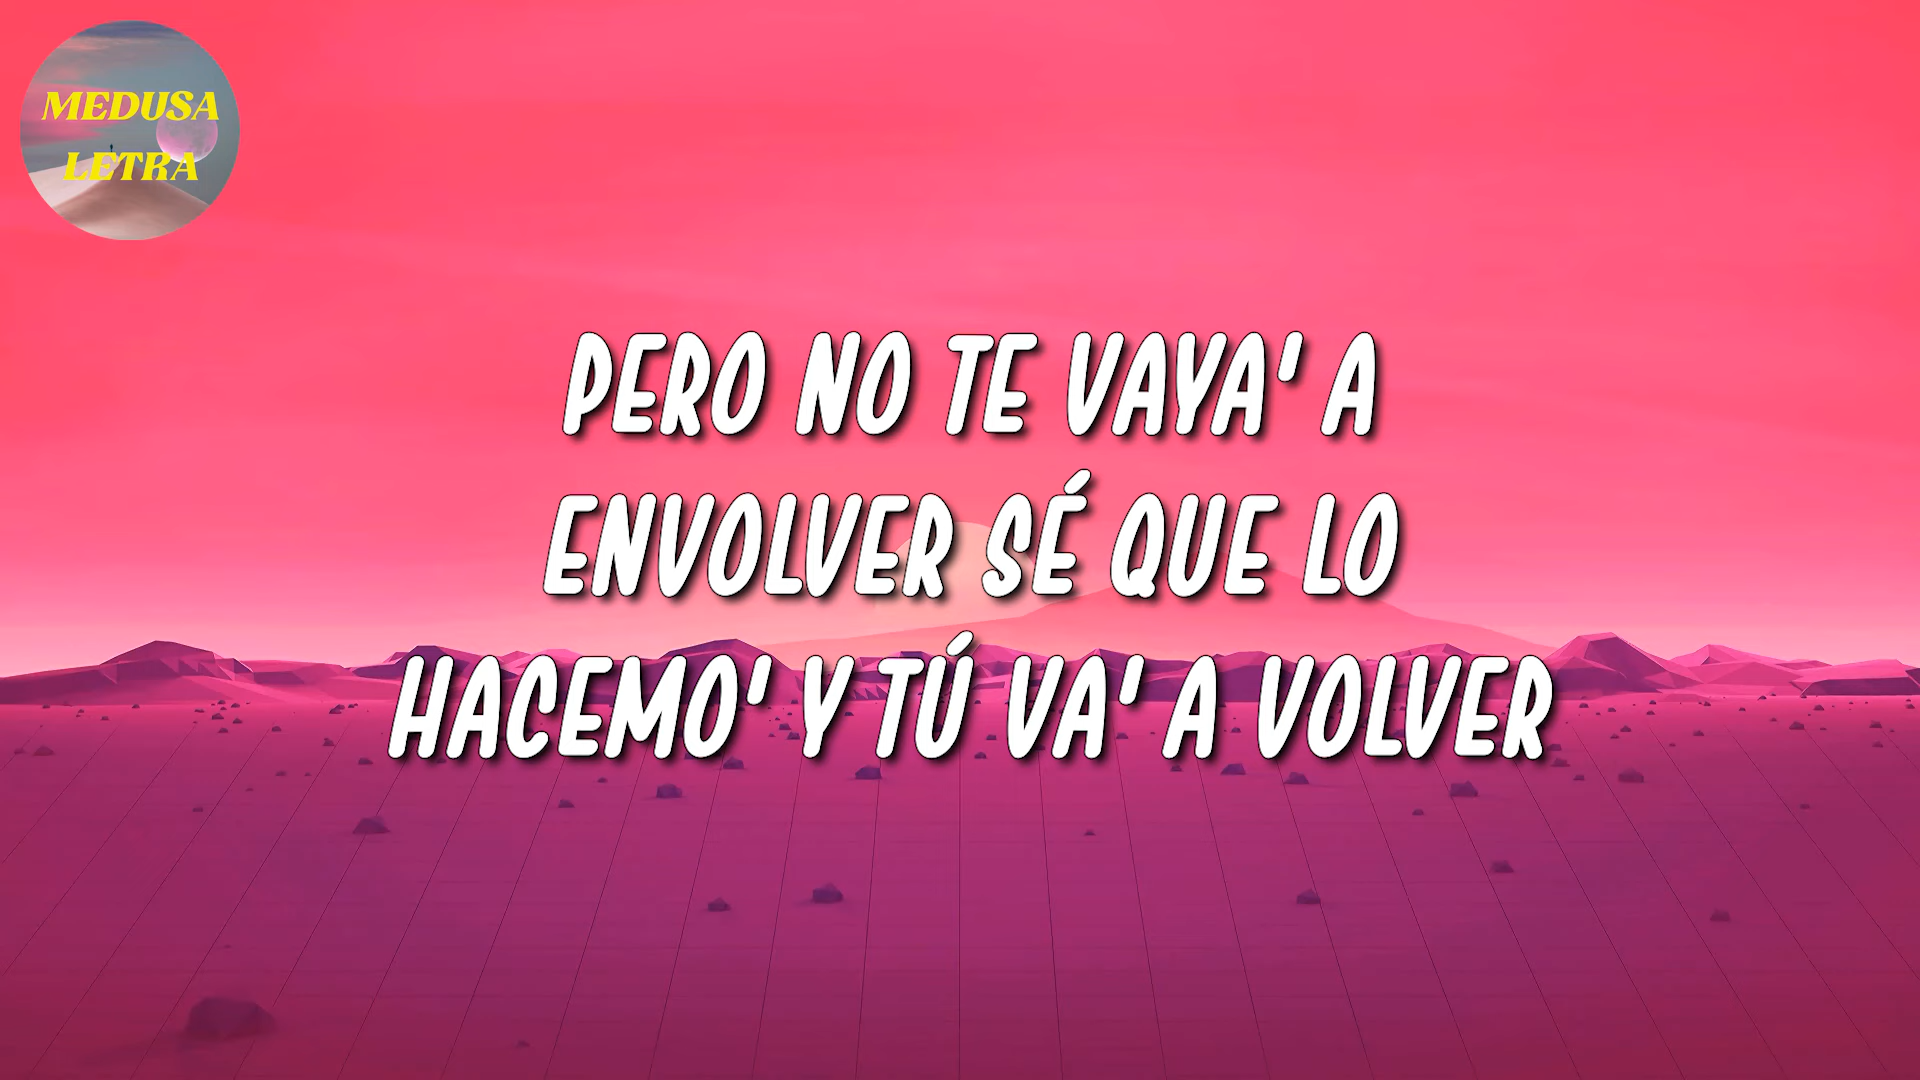 MEDUSA
LETRA
PERO NO TE VAYA' A
ENVOLVER SÉ QUE LO
HACEMO' Y TÚ VA' A VOLVER